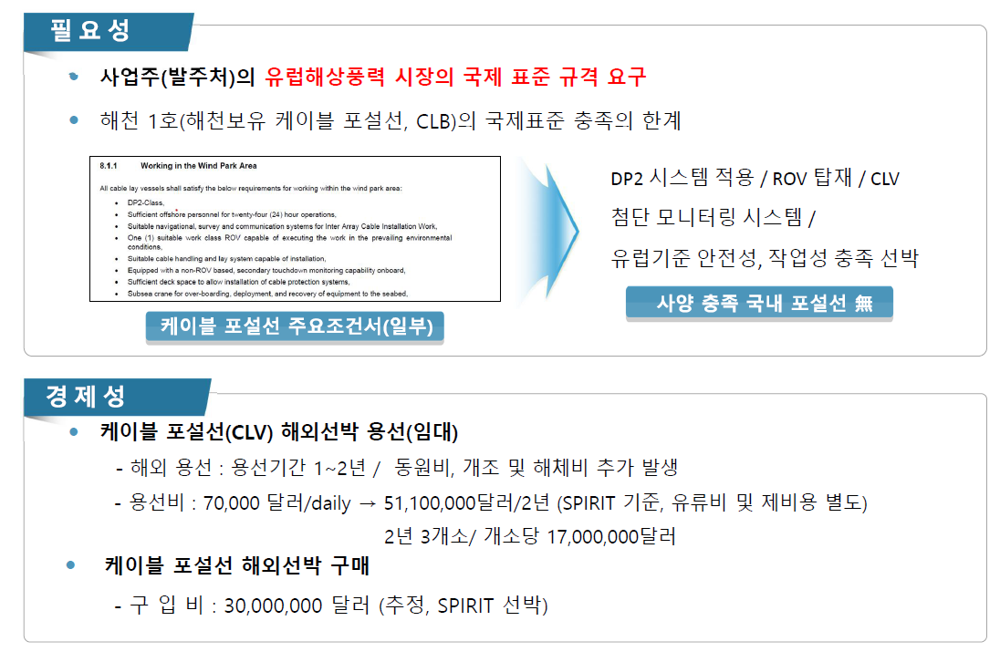 필요성
• 사업주(발주처)의 유럽해상풍력 시장의 국제 표준 규격 요구
• 해천 1호(해천보유 케이블 포설선, CLB)의 국제표준 충족의 한계
8.1.1 Working in the Wind Park Area
All cable lay vessels shall satisfy the below requirements for working within the wind park area:
• DP2-Class,
• Sufficient offshore personnel for twenty-four (24) hour operations,
• Suitable navigational, survey and communication systems for Inter Array Cable Installation Work,
• One (1) suitable work class ROV capable of executing the work in the prevailing environmental
conditions,
• Suitable cable handling and lay system capable of installation,
• Equipped with a non-ROV based, secondary touchdown monitoring capability onboard,
• Sufficient deck space to allow installation of cable protection systems,
• Subsea crane for over-boarding, deployment, and recovery of equipment to the seabed,
케이블 포설선 주요조건서(일부)
DP2 시스템 적용 / ROV 탑재 / CLV
첨단 모니터링 시스템 /
유럽기준 안전성, 작업성 충족 선박
사양 충족 국내 포설선 無
경제성
• 케이블 포설선(CLV) 해외선박 용선(임대)
- 해외 용선 : 용선기간 1~2년 / 동원비, 개조 및 해체비 추가 발생
- 용선비 : 70,000 달러/daily → 51,100,000달러/2년 (SPIRIT 기준, 유류비 및 제비용 별도)
2년 3개소/ 개소당 17,000,000달러
• 케이블 포설선 해외선박 구매
- 구 입 비 : 30,000,000 달러 (추정, SPIRIT 선박)